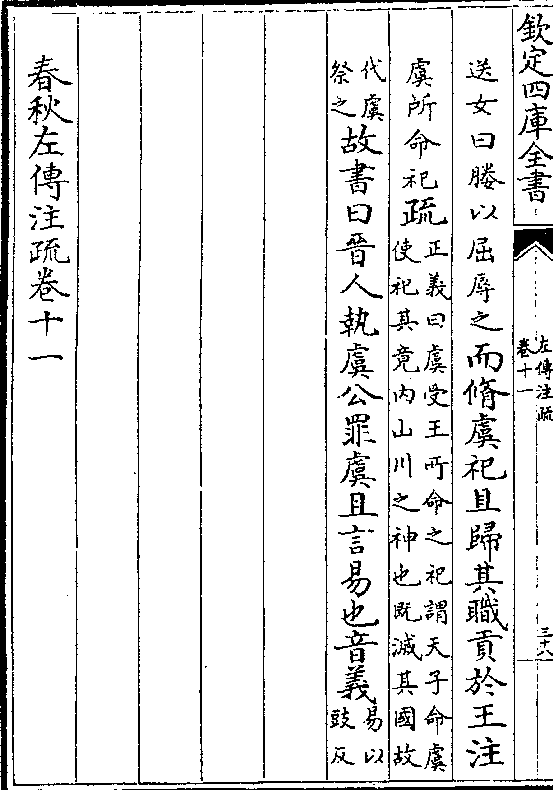 欽定四庫全書
左傳注疏
卷十一
三十八
送女曰媵以屈辱之而脩虞祀且歸其職貢於王注
虞所命祀疏正義曰虞受王所命之祀謂天子命虞
使祀其竟内山川之神也既滅其國故
代虞
祭之故書曰晉人執虞公罪虞且言易也音義易以
豉反
春秋左傳注疏卷十一